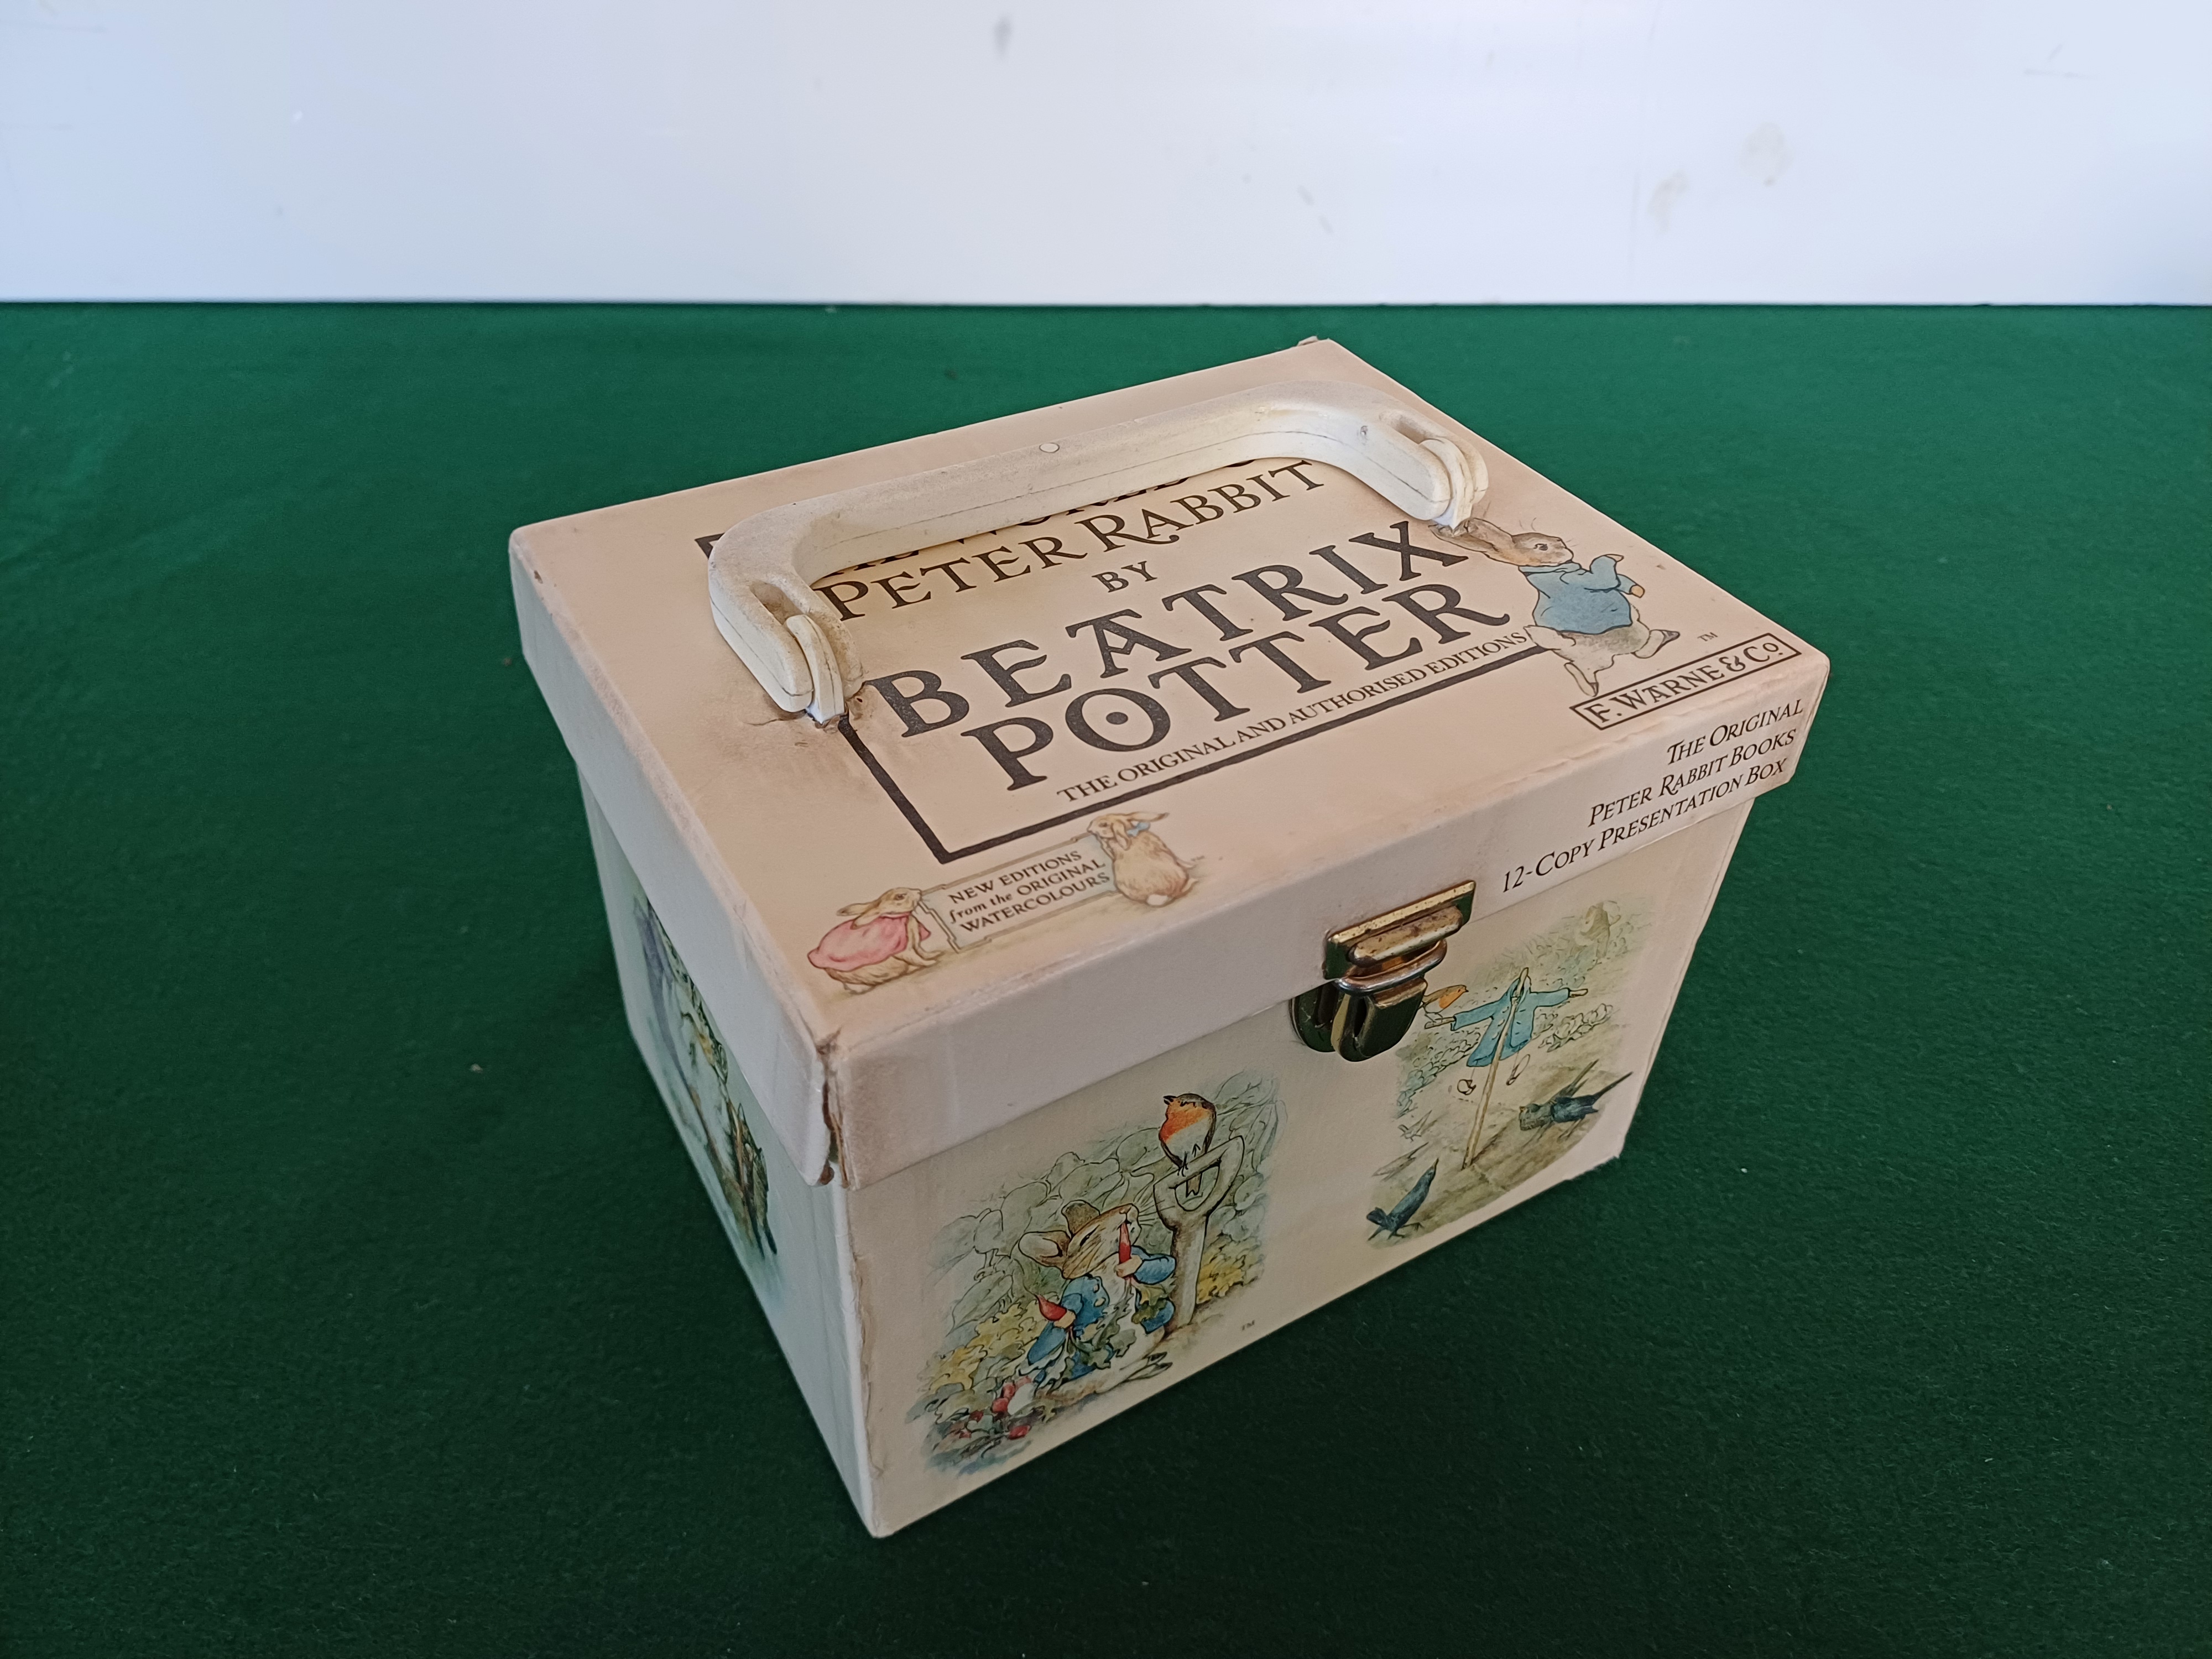 PETER RABBIT
BY
BEATRIX
POTTER
THE ORIGINAL AND AUTHORISED EDITIONS
TM
F. WARNE & Co.
NEW EDITIONS
from the ORIGINAL
WATERCOLOURS
THE ORIGINAL
PETER RABBIT BOOKS
12-COPY PRESENTATION BOX
TM